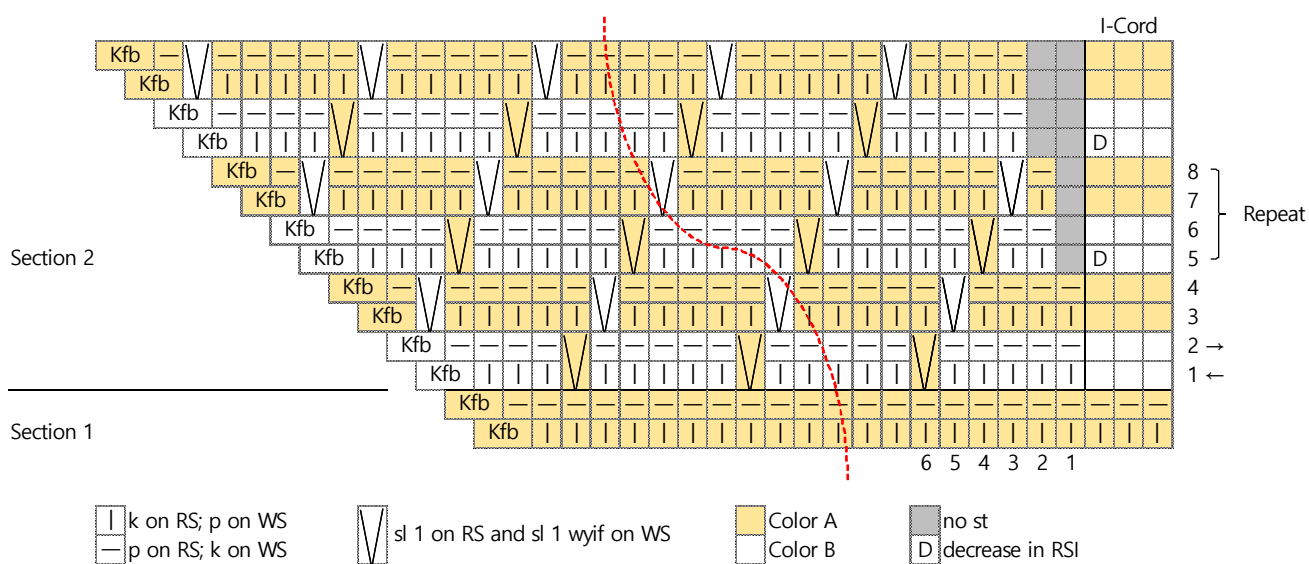 I-Cord
Kfb
Kfb
Kfb
Kfb D
Kfb 8
Kfb 7
Kfb 6
Kfb D 5
Kfb 4
Kfb 3
Kfb 2 →
Kfb 1 ←
Kfb
Kfb
Repeat
Section 2
Section 1
6 5 4 3 2 1
k on RS; p on WS
p on RS; k on WS
sl 1 on RS and sl 1 wyif on WS
Color A
Color B
no st
D decrease in RSI